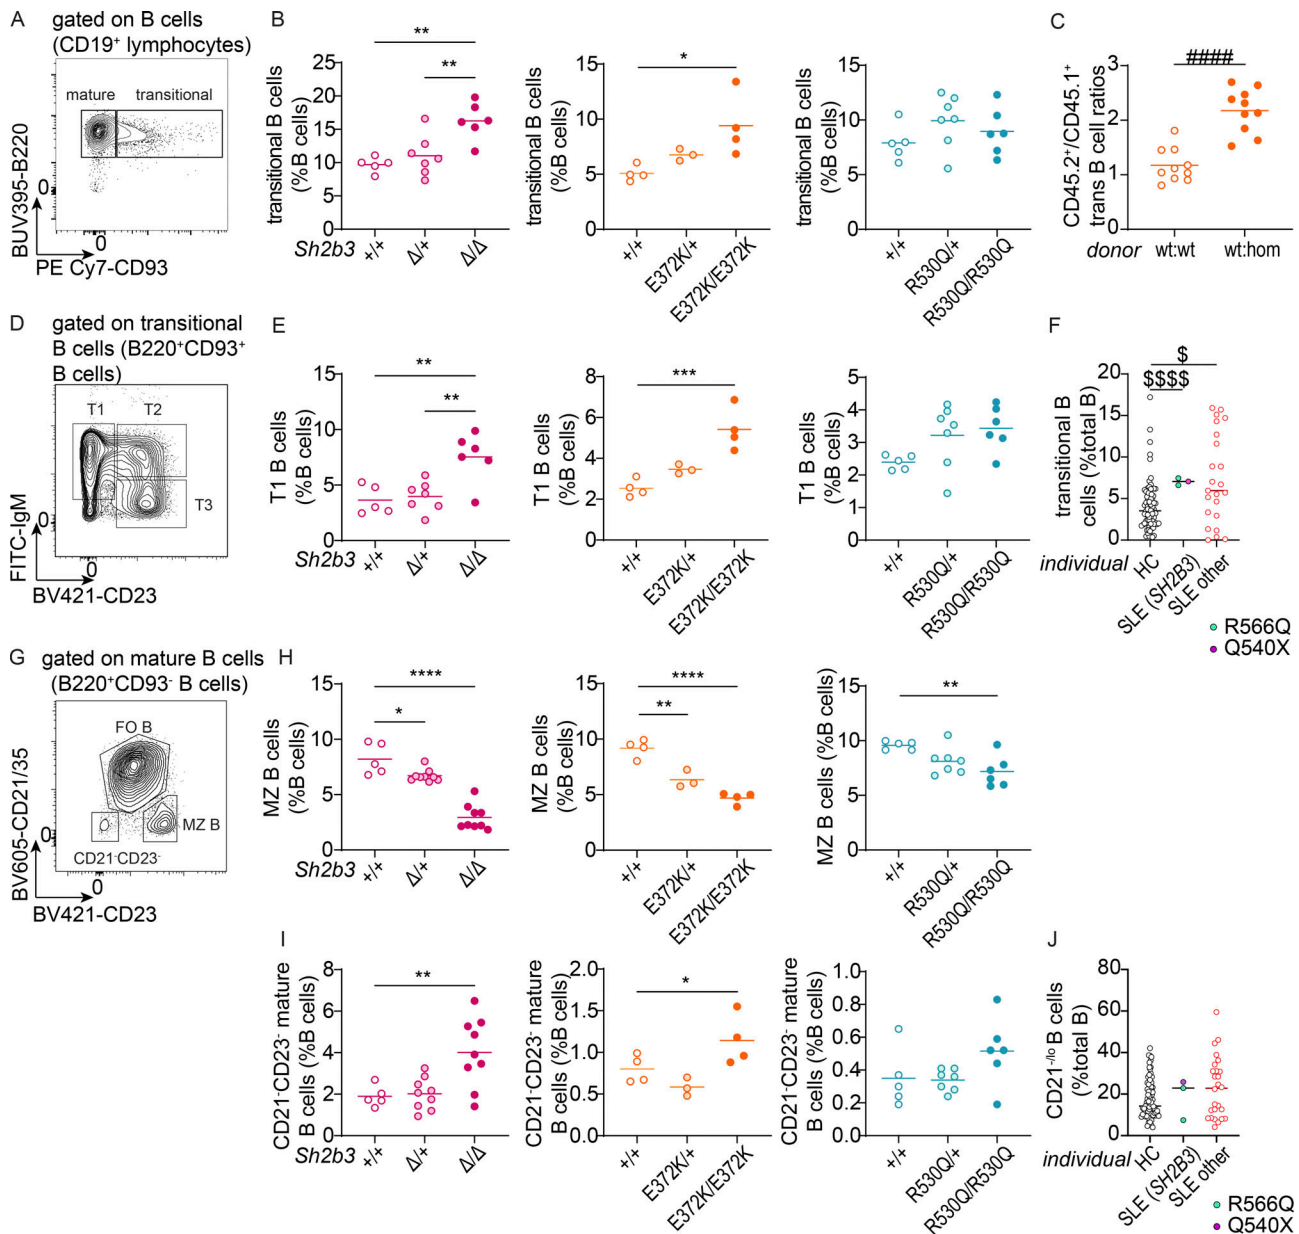 A
gated on B cells
(CD19⁺ lymphocytes)
mature
transitional
0
BUV395-B220
0
PE Cy7-CD93
B
transitional B cells
(%B cells)
25
20
15
10
5
0
**
**
Sh2b3
+/+
Δ/+
Δ/Δ
transitional B cells
(%B cells)
15
10
5
0
*
+/+
E372K/+
E372K/E372K
transitional B cells
(%B cells)
15
10
5
0
+/+
R530Q/+
R530Q/R530Q
C
CD45.2⁺/CD45.1⁺
trans B cell ratios
3
2
1
0
####
donor
wt:wt
wt:hom
D
gated on transitional
B cells (B220⁺CD93⁺
B cells)
T1
T2
T3
0
FITC-IgM
0
BV421-CD23
E
T1 B cells
(%B cells)
15
10
5
0
**
**
Sh2b3
+/+
Δ/+
Δ/Δ
T1 B cells
(%B cells)
8
6
4
2
0
***
+/+
E372K/+
E372K/E372K
T1 B cells
(%B cells)
5
4
3
2
1
0
+/+
R530Q/+
R530Q/R530Q
F
transitional B
cells (%total B)
20
15
10
5
0
$
$$$$
individual
HC
SLE (SH2B3)
SLE other
R566Q
Q540X
G
gated on mature B cells
(B220⁺CD93⁻ B cells)
FO B
MZ B
CD21⁻CD23⁻
0
BV605-CD21/35
0
BV421-CD23
H
MZ B cells
(%B cells)
15
10
5
0
****
*
Sh2b3
+/+
Δ/+
Δ/Δ
MZ B cells
(%B cells)
15
10
5
0
****
**
+/+
E372K/+
E372K/E372K
MZ B cells (%B cells)
15
10
5
0
**
+/+
R530Q/+
R530Q/R530Q
I
CD21⁻CD23⁻ mature
B cells (%B cells)
8
6
4
2
0
**
Sh2b3
+/+
Δ/+
Δ/Δ
CD21⁻CD23⁻ mature
B cells (%B cells)
2.0
1.5
1.0
0.5
0.0
*
+/+
E372K/+
E372K/E372K
CD21⁻CD23⁻ mature
B cells (%B cells)
1.0
0.8
0.6
0.4
0.2
0.0
+/+
R530Q/+
R530Q/R530Q
J
CD21⁻/ˡᵒ B cells
(%total B)
80
60
40
20
0
individual
HC
SLE (SH2B3)
SLE other
R566Q
Q540X